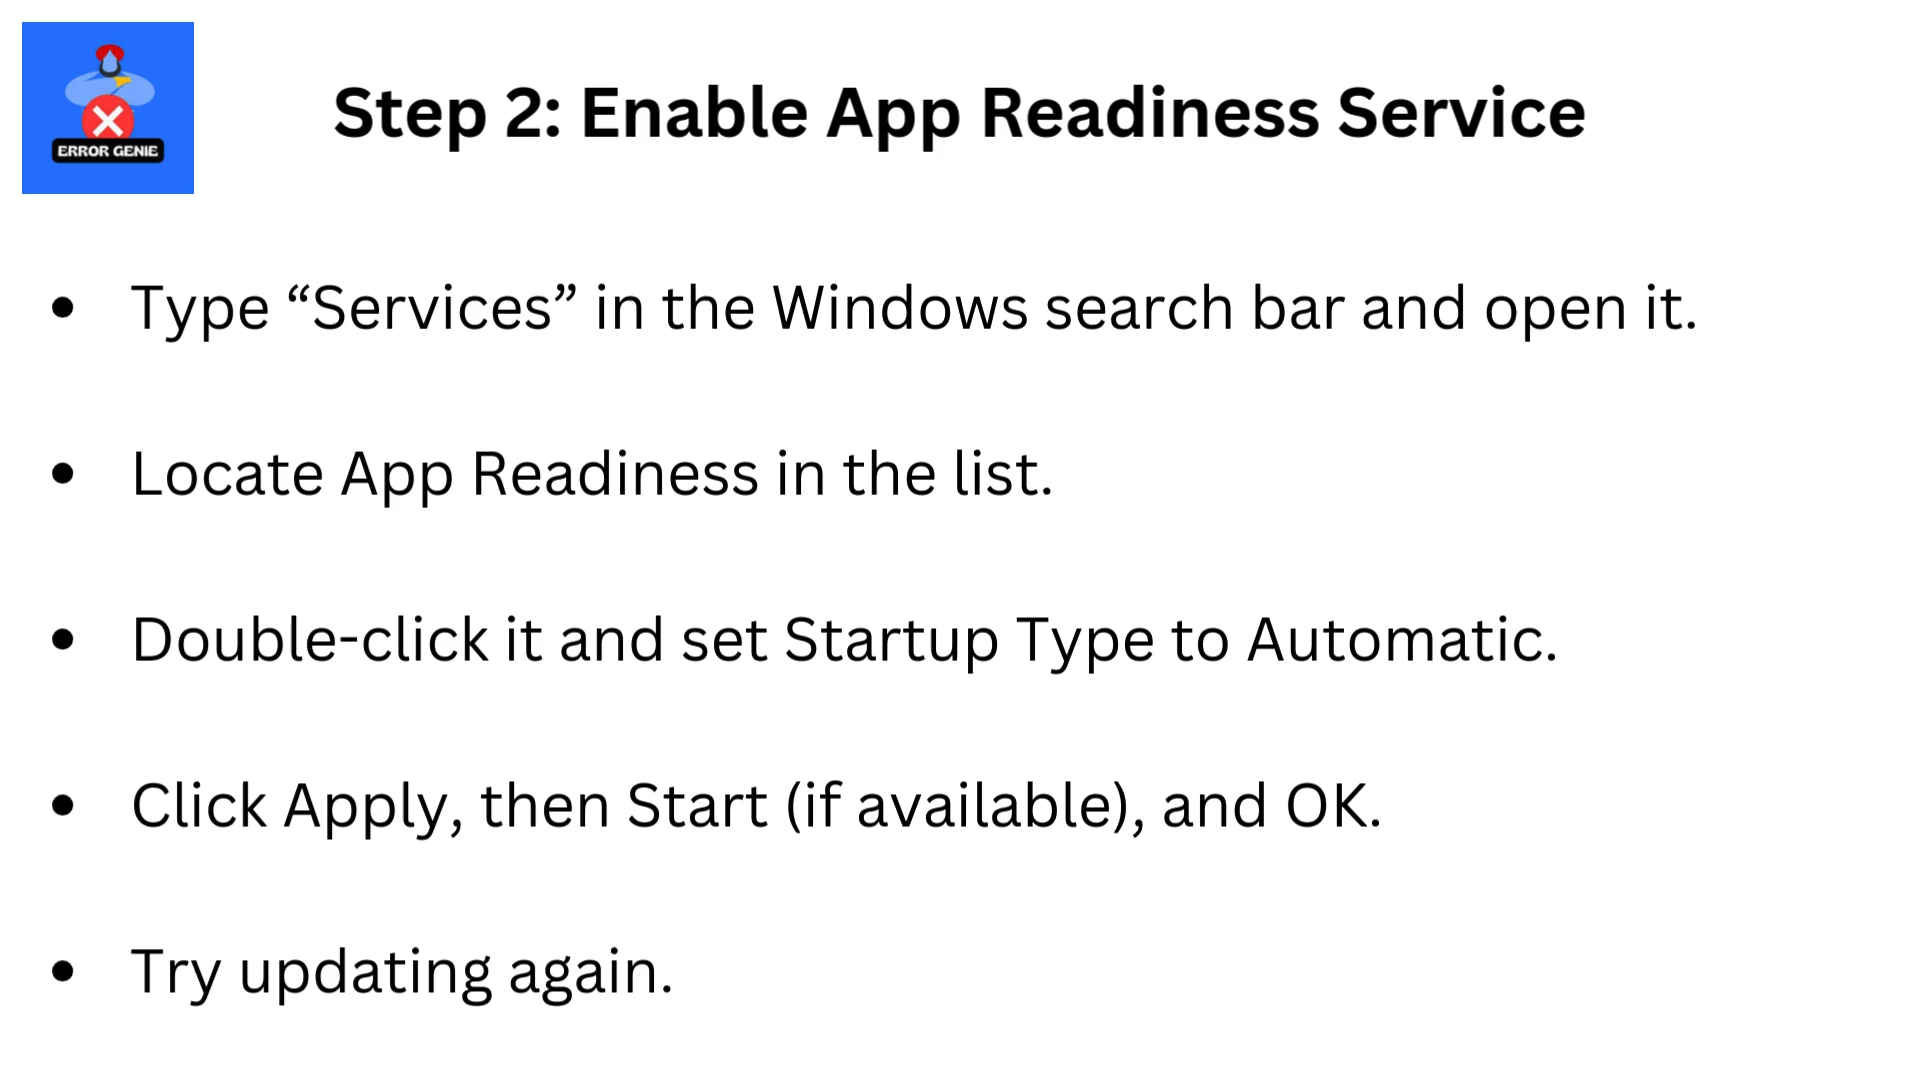 ERROR GENIE
Step 2: Enable App Readiness Service
• Type “Services” in the Windows search bar and open it.
• Locate App Readiness in the list.
• Double-click it and set Startup Type to Automatic.
• Click Apply, then Start (if available), and OK.
• Try updating again.